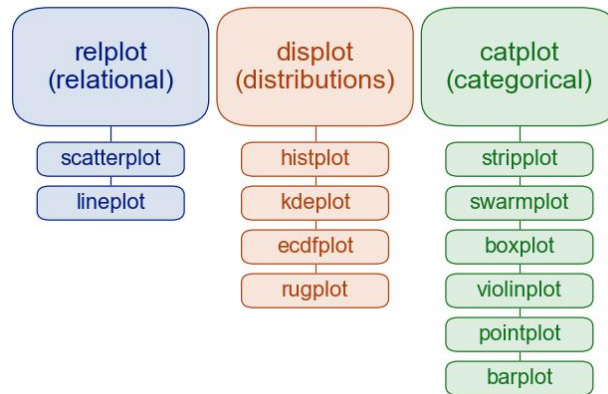 relplot
(relational)
scatterplot
lineplot
displot
(distributions)
histplot
kdeplot
ecdfplot
rugplot
catplot
(categorical)
stripplot
swarmplot
boxplot
violinplot
pointplot
barplot